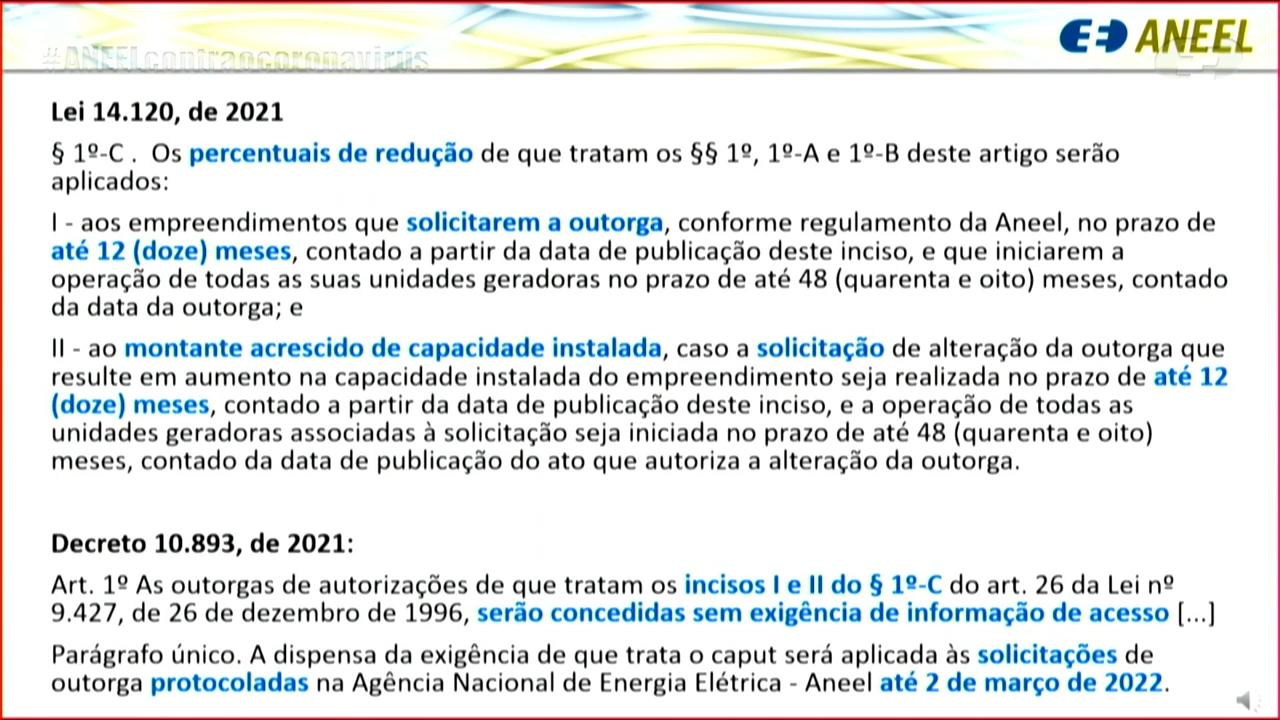 #ANEELcontraocoronavirus
ANEEL
Lei 14.120, de 2021
§ 1º-C . Os percentuais de redução de que tratam os §§ 1º, 1º-A e 1º-B deste artigo serão
aplicados:
I - aos empreendimentos que solicitarem a outorga, conforme regulamento da Aneel, no prazo de
até 12 (doze) meses, contado a partir da data de publicação deste inciso, e que iniciarem a
operação de todas as suas unidades geradoras no prazo de até 48 (quarenta e oito) meses, contado
da data da outorga; e
II - ao montante acrescido de capacidade instalada, caso a solicitação de alteração da outorga que
resulte em aumento na capacidade instalada do empreendimento seja realizada no prazo de até 12
(doze) meses, contado a partir da data de publicação deste inciso, e a operação de todas as
unidades geradoras associadas à solicitação seja iniciada no prazo de até 48 (quarenta e oito)
meses, contado da data de publicação do ato que autoriza a alteração da outorga.
Decreto 10.893, de 2021:
Art. 1º As outorgas de autorizações de que tratam os incisos I e II do § 1º-C do art. 26 da Lei nº
9.427, de 26 de dezembro de 1996, serão concedidas sem exigência de informação de acesso [...]
Parágrafo único. A dispensa da exigência de que trata o caput será aplicada às solicitações de
outorga protocoladas na Agência Nacional de Energia Elétrica - Aneel até 2 de março de 2022.